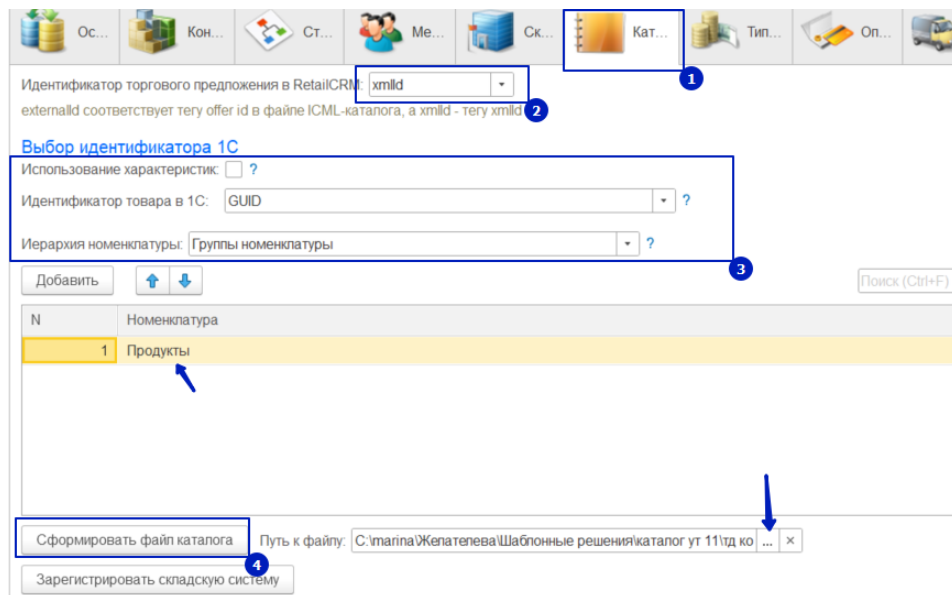 Ос... Кон... Ст... Ме... Ск... Кат... Тип... Оп...
1
Идентификатор торгового предложения в RetailCRM: xmlId
externalId соответствует тегу offer id в файле ICML-каталога, а xmlId - тегу xmlId
2
Выбор идентификатора 1С
Использование характеристик: ?
Идентификатор товара в 1С: GUID ?
Иерархия номенклатуры: Группы номенклатуры ?
3
Добавить Поиск (Ctrl+F)
N Номенклатура
1 Продукты
Сформировать файл каталога Путь к файлу: C:\marina\Желателева\Шаблонные решения\каталог ут 11\тд ко ... ×
4
Зарегистрировать складскую систему